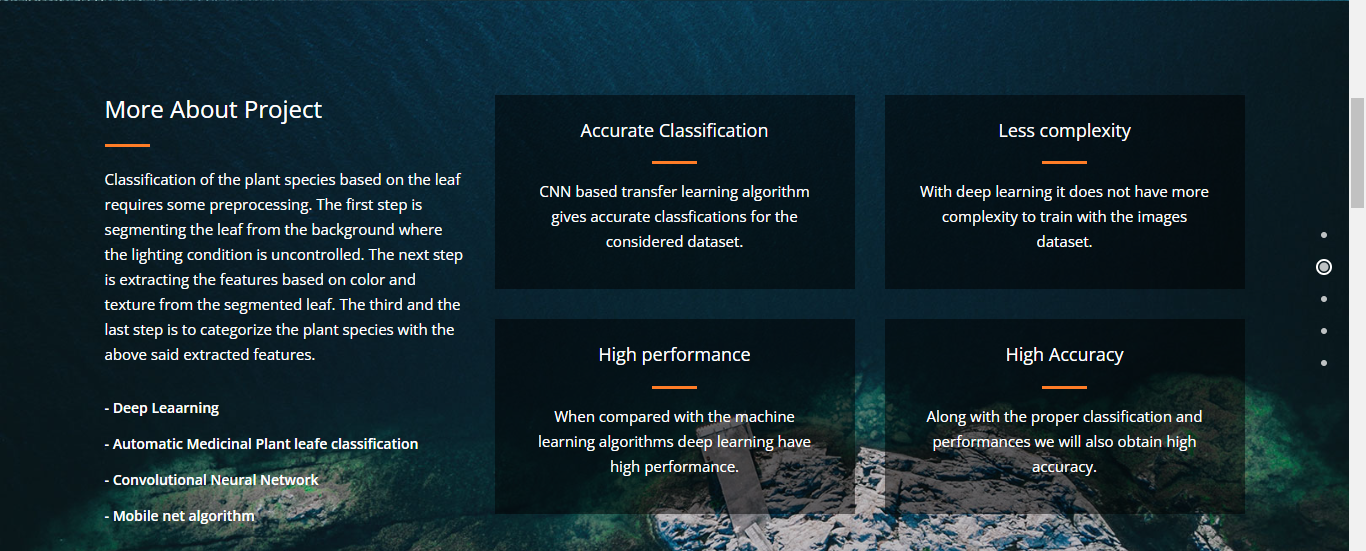 More About Project
Classification of the plant species based on the leaf
requires some preprocessing. The first step is
segmenting the leaf from the background where
the lighting condition is uncontrolled. The next step
is extracting the features based on color and
texture from the segmented leaf. The third and the
last step is to categorize the plant species with the
above said extracted features.
- Deep Leaarning
- Automatic Medicinal Plant leafe classification
- Convolutional Neural Network
- Mobile net algorithm
Accurate Classification
CNN based transfer learning algorithm
gives accurate classfications for the
considered dataset.
Less complexity
With deep learning it does not have more
complexity to train with the images
dataset.
High performance
When compared with the machine
learning algorithms deep learning have
high performance.
High Accuracy
Along with the proper classification and
performances we will also obtain high
accuracy.